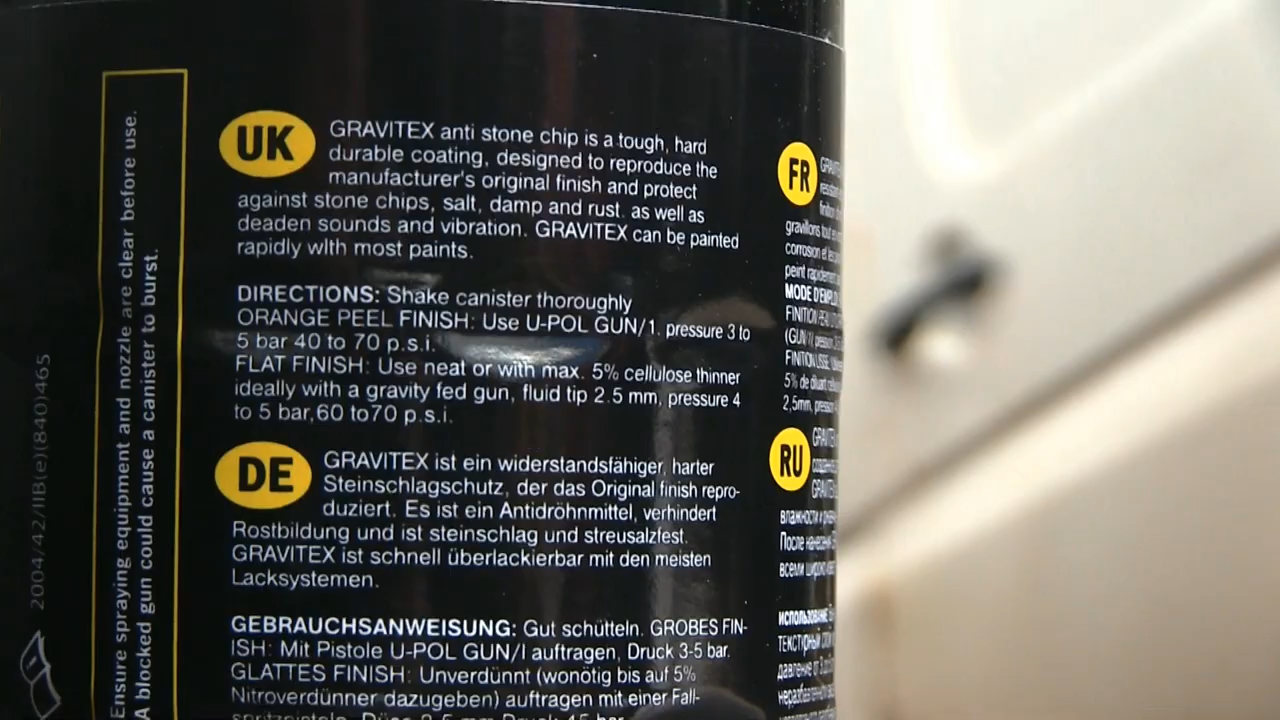 Ensure spraying equipment and nozzle are clear before use.
A blocked gun could cause a canister to burst.
2004/42/IIB(e)(840)465
UK
GRAVITEX anti stone chip is a tough, hard
durable coating, designed to reproduce the
manufacturer's original finish and protect
against stone chips, salt, damp and rust. as well as
deaden sounds and vibration. GRAVITEX can be painted
rapidly with most paints.
DIRECTIONS: Shake canister thoroughly
ORANGE PEEL FINISH: Use U-POL GUN/1. pressure 3 to
5 bar 40 to 70 p.s.i.
FLAT FINISH: Use neat or with max. 5% cellulose thinner
ideally with a gravity fed gun, fluid tip 2.5 mm, pressure 4
to 5 bar,60 to70 p.s.i.
DE
GRAVITEX ist ein widerstandsfähiger, harter
Steinschlagschutz, der das Original finish repro-
duziert. Es ist ein Antidröhnmittel, verhindert
Rostbildung und ist steinschlag und streusalzfest.
GRAVITEX ist schnell überlackierbar mit den meisten
Lacksystemen.
GEBRAUCHSANWEISUNG: Gut schütteln. GROBES FIN-
ISH: Mit Pistole U-POL GUN/I auftragen, Druck 3-5 bar.
GLATTES FINISH: Unverdünnt (wonötig bis auf 5%
Nitroverdünner dazugeben) auftragen mit einer Fall-
FR
gravillons
corrosion et
peint
MODE
FINITION
5% de
2,5mm,
RU
влажности и
После
всеми
давление от